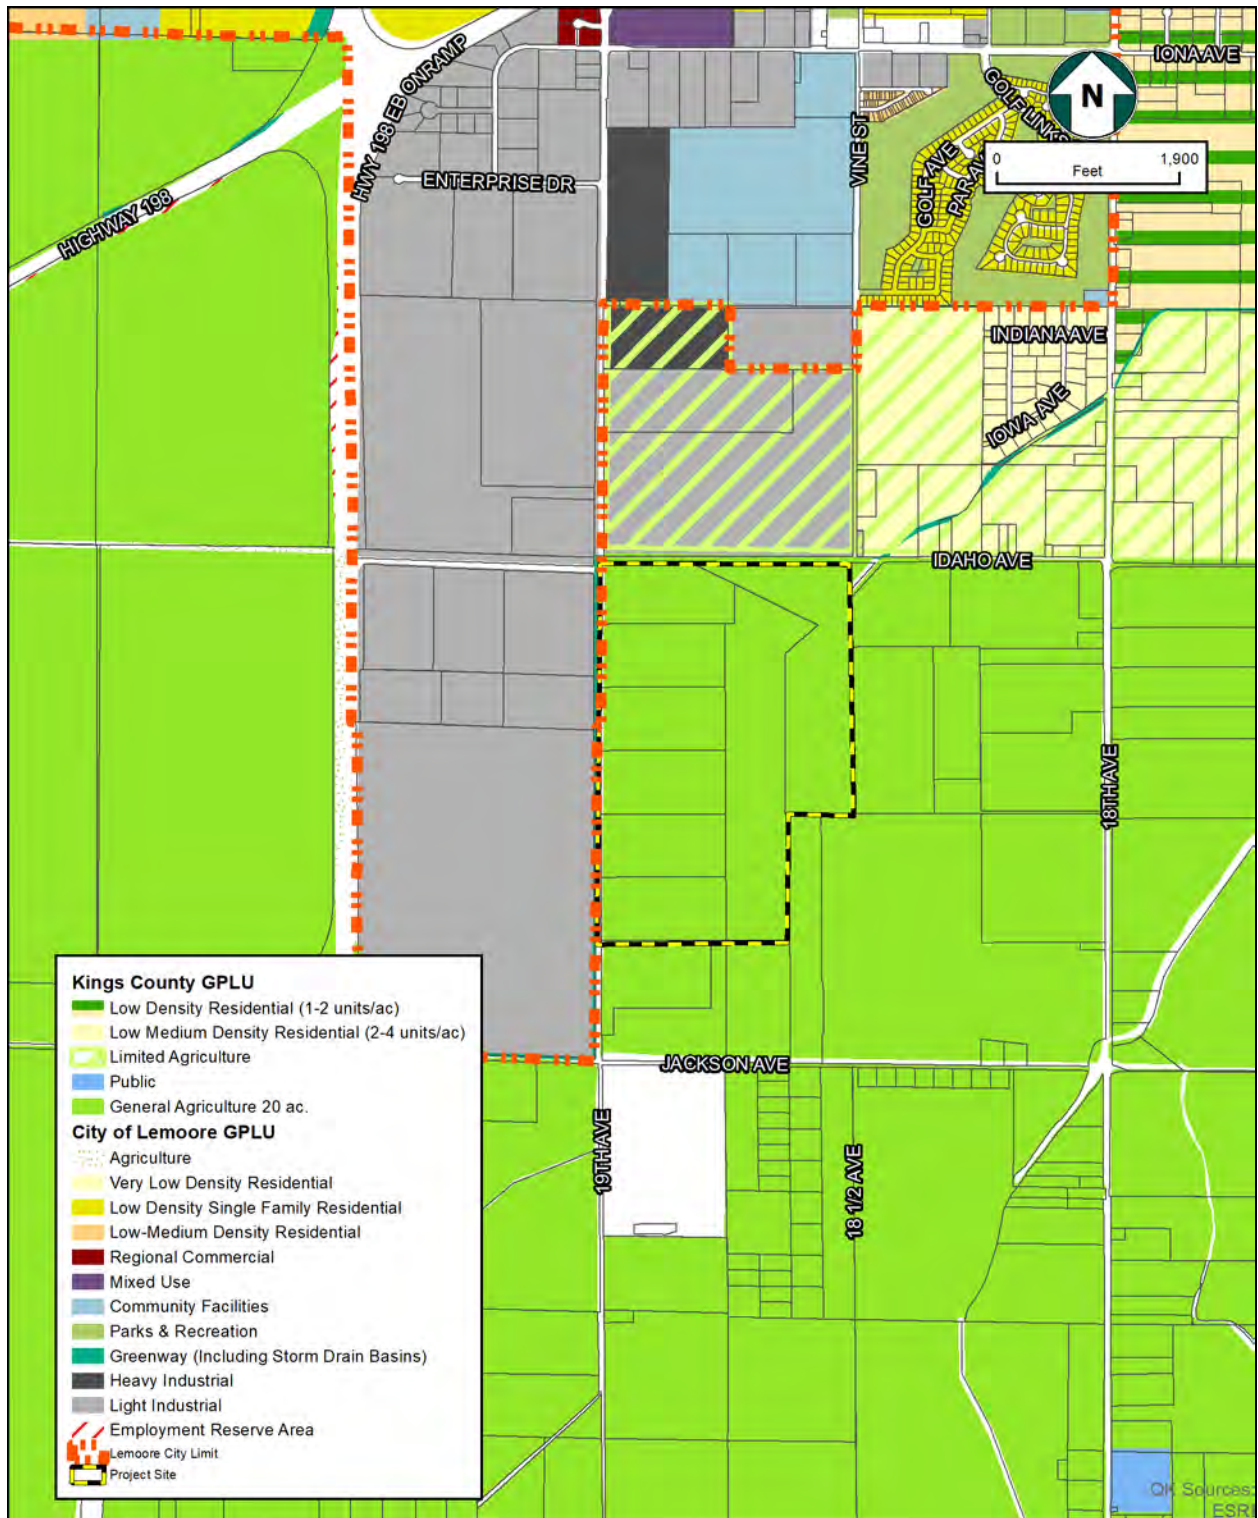 IONA AVE
HWY 198 EB ONRAMP
GOLF LINKS
N
0 1,900
Feet
VINE ST
ENTERPRISE DR
GOLF AVE
HIGHWAY 198
INDIANA AVE
IOWA AVE
IDAHO AVE
18TH AVE
Kings County GPLU
Low Density Residential (1-2 units/ac)
Low Medium Density Residential (2-4 units/ac)
Limited Agriculture
Public
General Agriculture 20 ac.
City of Lemoore GPLU
Agriculture
Very Low Density Residential
Low Density Single Family Residential
Low-Medium Density Residential
Regional Commercial
Mixed Use
Community Facilities
Parks & Recreation
Greenway (Including Storm Drain Basins)
Heavy Industrial
Light Industrial
Employment Reserve Area
Lemoore City Limit
Project Site
JACKSON AVE
19TH AVE
18 1/2 AVE
QK Sources:
ESRI